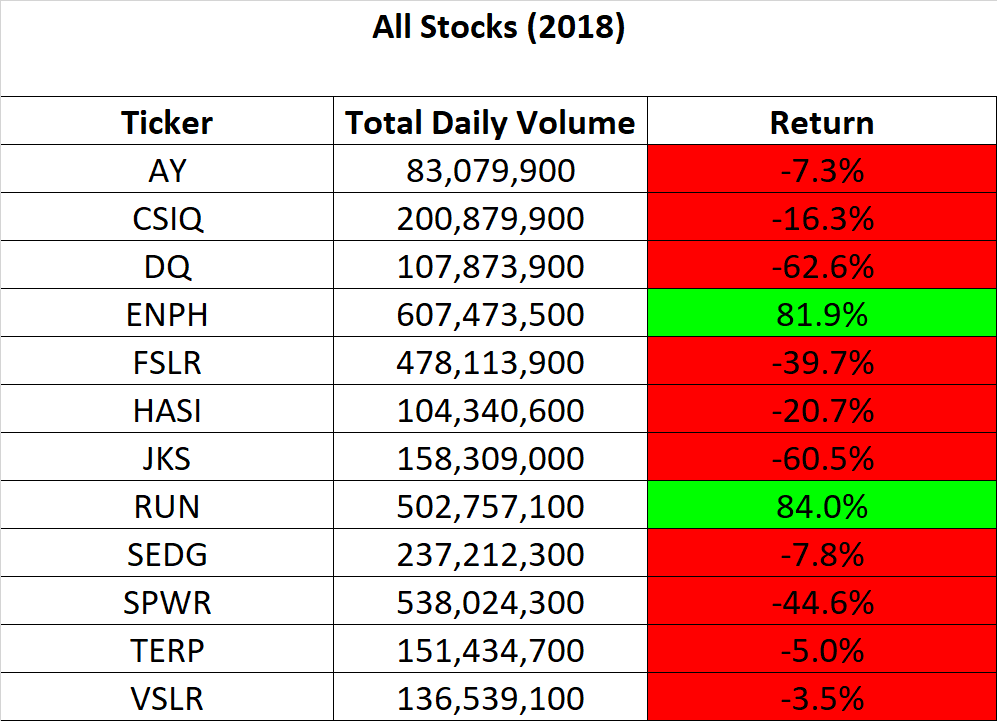 All Stocks (2018)
Ticker Total Daily Volume Return
AY 83,079,900 -7.3%
CSIQ 200,879,900 -16.3%
DQ 107,873,900 -62.6%
ENPH 607,473,500 81.9%
FSLR 478,113,900 -39.7%
HASI 104,340,600 -20.7%
JKS 158,309,000 -60.5%
RUN 502,757,100 84.0%
SEDG 237,212,300 -7.8%
SPWR 538,024,300 -44.6%
TERP 151,434,700 -5.0%
VSLR 136,539,100 -3.5%